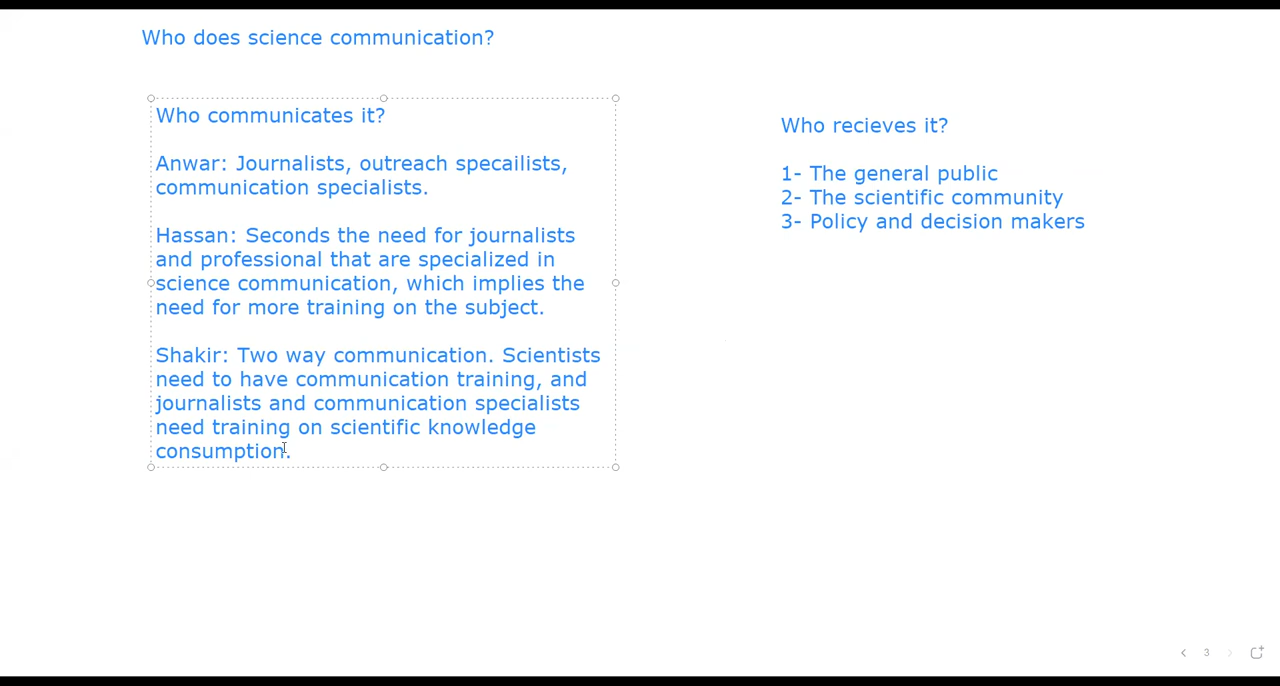 Who does science communication?
Who communicates it?
Anwar: Journalists, outreach specailists,
communication specialists.
Hassan: Seconds the need for journalists
and professional that are specialized in
science communication, which implies the
need for more training on the subject.
Shakir: Two way communication. Scientists
need to have communication training, and
journalists and communication specialists
need training on scientific knowledge
consumption.
Who recieves it?
1- The general public
2- The scientific community
3- Policy and decision makers
3